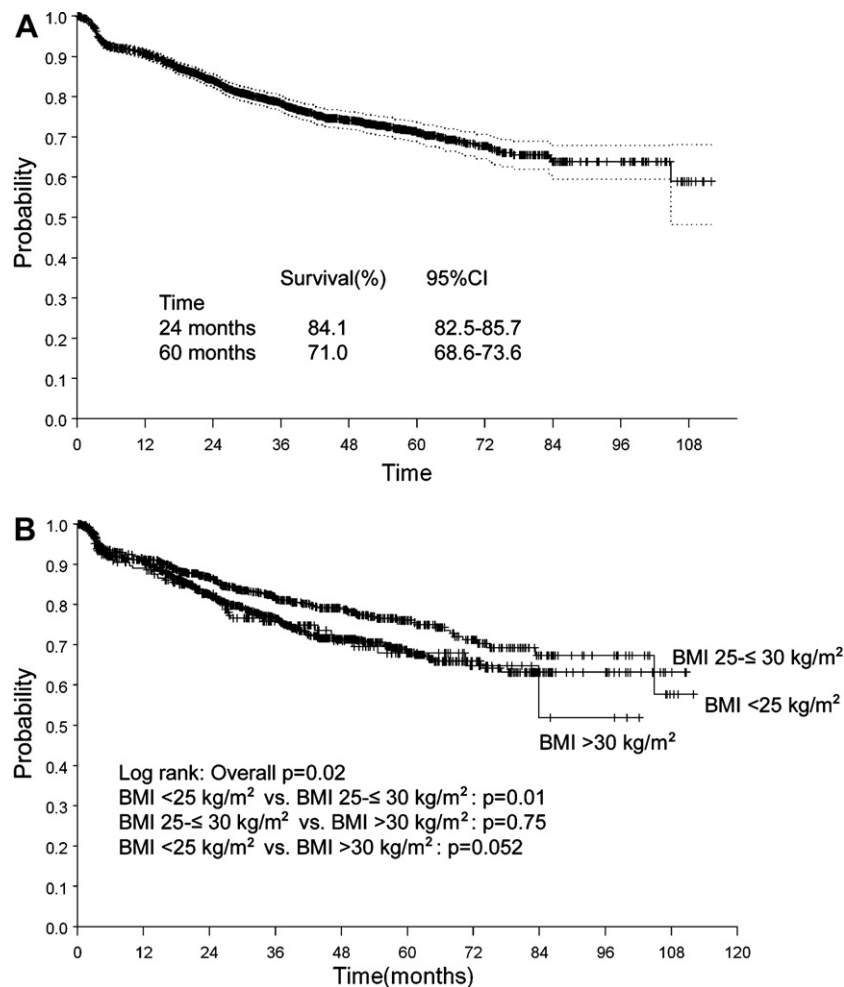 A
1.0
0.9
0.8
0.7
0.6
0.5
0.4
0.3
0.2
0.1
0.0
Probability
Survival(%) 95%CI
Time
24 months 84.1 82.5-85.7
60 months 71.0 68.6-73.6
0 12 24 36 48 60 72 84 96 108
Time
B
1.0
0.9
0.8
0.7
0.6
0.5
0.4
0.3
0.2
0.1
0.0
Probability
BMI 25-≤ 30 kg/m²
BMI <25 kg/m²
BMI >30 kg/m²
Log rank: Overall p=0.02
BMI <25 kg/m² vs. BMI 25-≤ 30 kg/m²: p=0.01
BMI 25-≤ 30 kg/m² vs. BMI >30 kg/m²: p=0.75
BMI <25 kg/m² vs. BMI >30 kg/m²: p=0.052
0 12 24 36 48 60 72 84 96 108 120
Time(months)